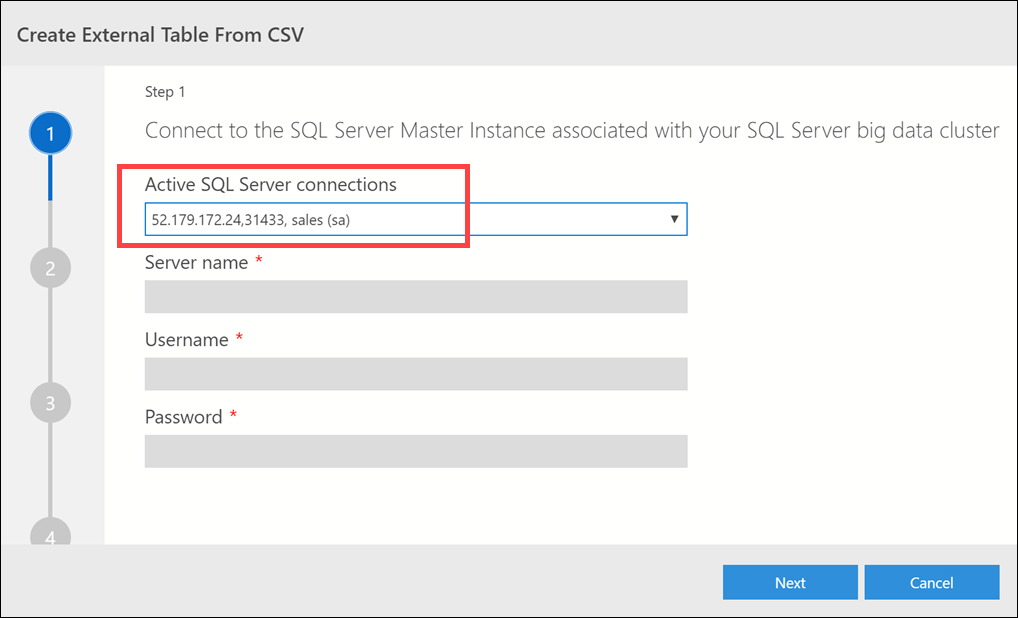 Create External Table From CSV
Step 1
1
Connect to the SQL Server Master Instance associated with your SQL Server big data cluster
Active SQL Server connections
52.179.172.24,31433, sales (sa)
2
Server name *
Username *
3
Password *
4
Next
Cancel